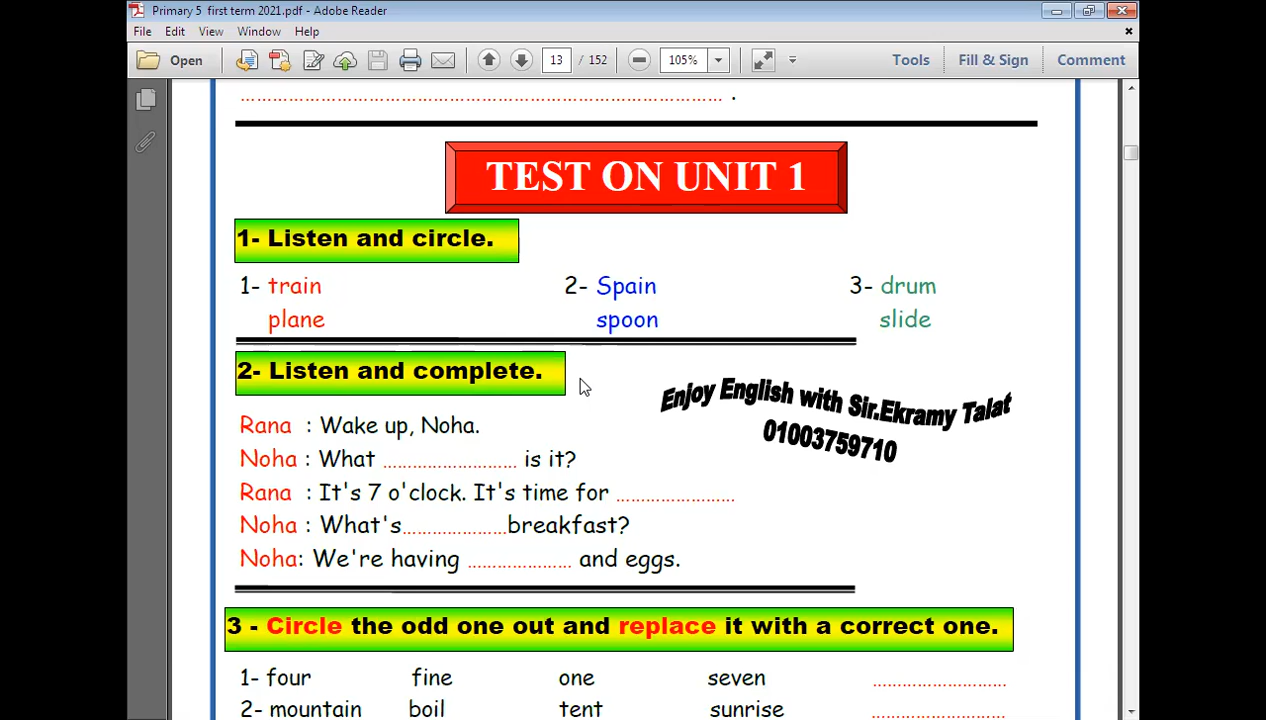 Primary 5 first term 2021.pdf - Adobe Reader
File Edit View Window Help
Open 13 / 152 105% Tools Fill & Sign Comment
.................................................................................. .
TEST ON UNIT 1
1- Listen and circle.
1- train 2- Spain 3- drum
plane spoon slide
2- Listen and complete.
Enjoy English with Sir.Ekramy Talat
01003759710
Rana : Wake up, Noha.
Noha : What ........................ is it?
Rana : It's 7 o'clock. It's time for .....................
Noha : What's...................breakfast?
Noha: We're having ................... and eggs.
3 - Circle the odd one out and replace it with a correct one.
1- four fine one seven ........................
2- mountain boil tent sunrise ........................